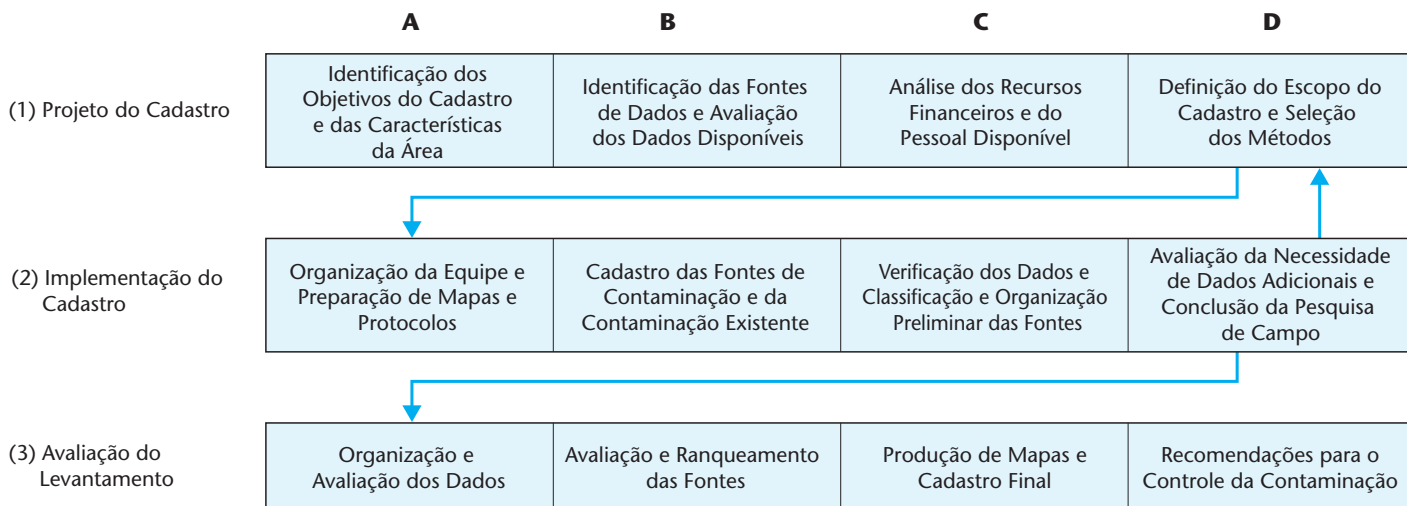 A B C D
(1) Projeto do Cadastro
Identificação dos
Objetivos do Cadastro
e das Características
da Área
Identificação das Fontes
de Dados e Avaliação
dos Dados Disponíveis
Análise dos Recursos
Financeiros e do
Pessoal Disponível
Definição do Escopo do
Cadastro e Seleção
dos Métodos
(2) Implementação do
Cadastro
Organização da Equipe e
Preparação de Mapas e
Protocolos
Cadastro das Fontes de
Contaminação e da
Contaminação Existente
Verificação dos Dados e
Classificação e Organização
Preliminar das Fontes
Avaliação da Necessidade
de Dados Adicionais e
Conclusão da Pesquisa
de Campo
(3) Avaliação do
Levantamento
Organização e
Avaliação dos Dados
Avaliação e Ranqueamento
das Fontes
Produção de Mapas e
Cadastro Final
Recomendações para o
Controle da Contaminação